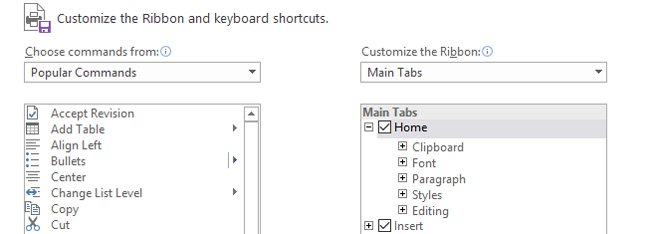 Customize the Ribbon and keyboard shortcuts.
Choose commands from:
Popular Commands
Accept Revision
Add Table
Align Left
Bullets
Center
Change List Level
Copy
Cut
Customize the Ribbon:
Main Tabs
Main Tabs
Home
Clipboard
Font
Paragraph
Styles
Editing
Insert